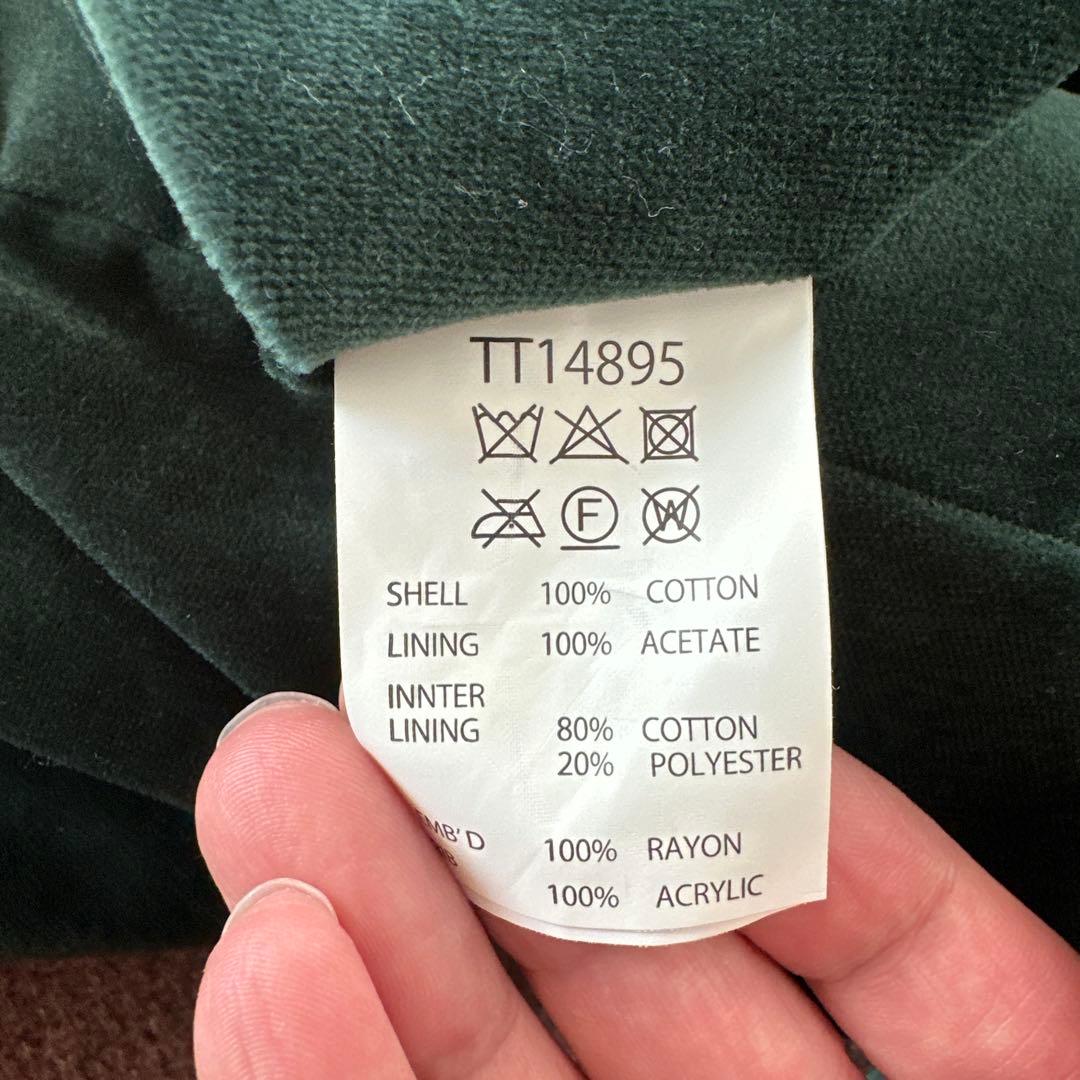 TT14895
F W
SHELL 100% COTTON
LINING 100% ACETATE
INNTER
LINING 80% COTTON
20% POLYESTER
100% RAYON
100% ACRYLIC